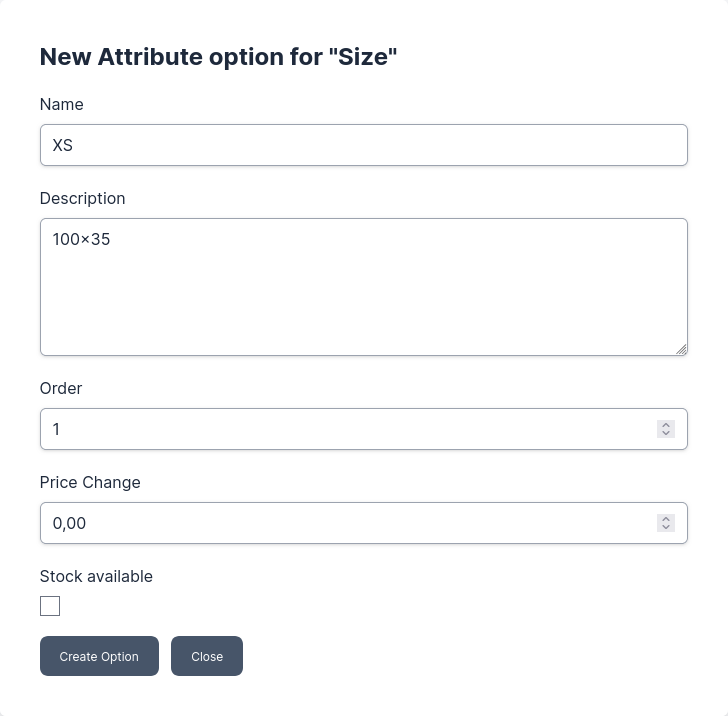 New Attribute option for "Size"
Name
XS
Description
100×35
Order
1
Price Change
0,00
Stock available
Create Option
Close